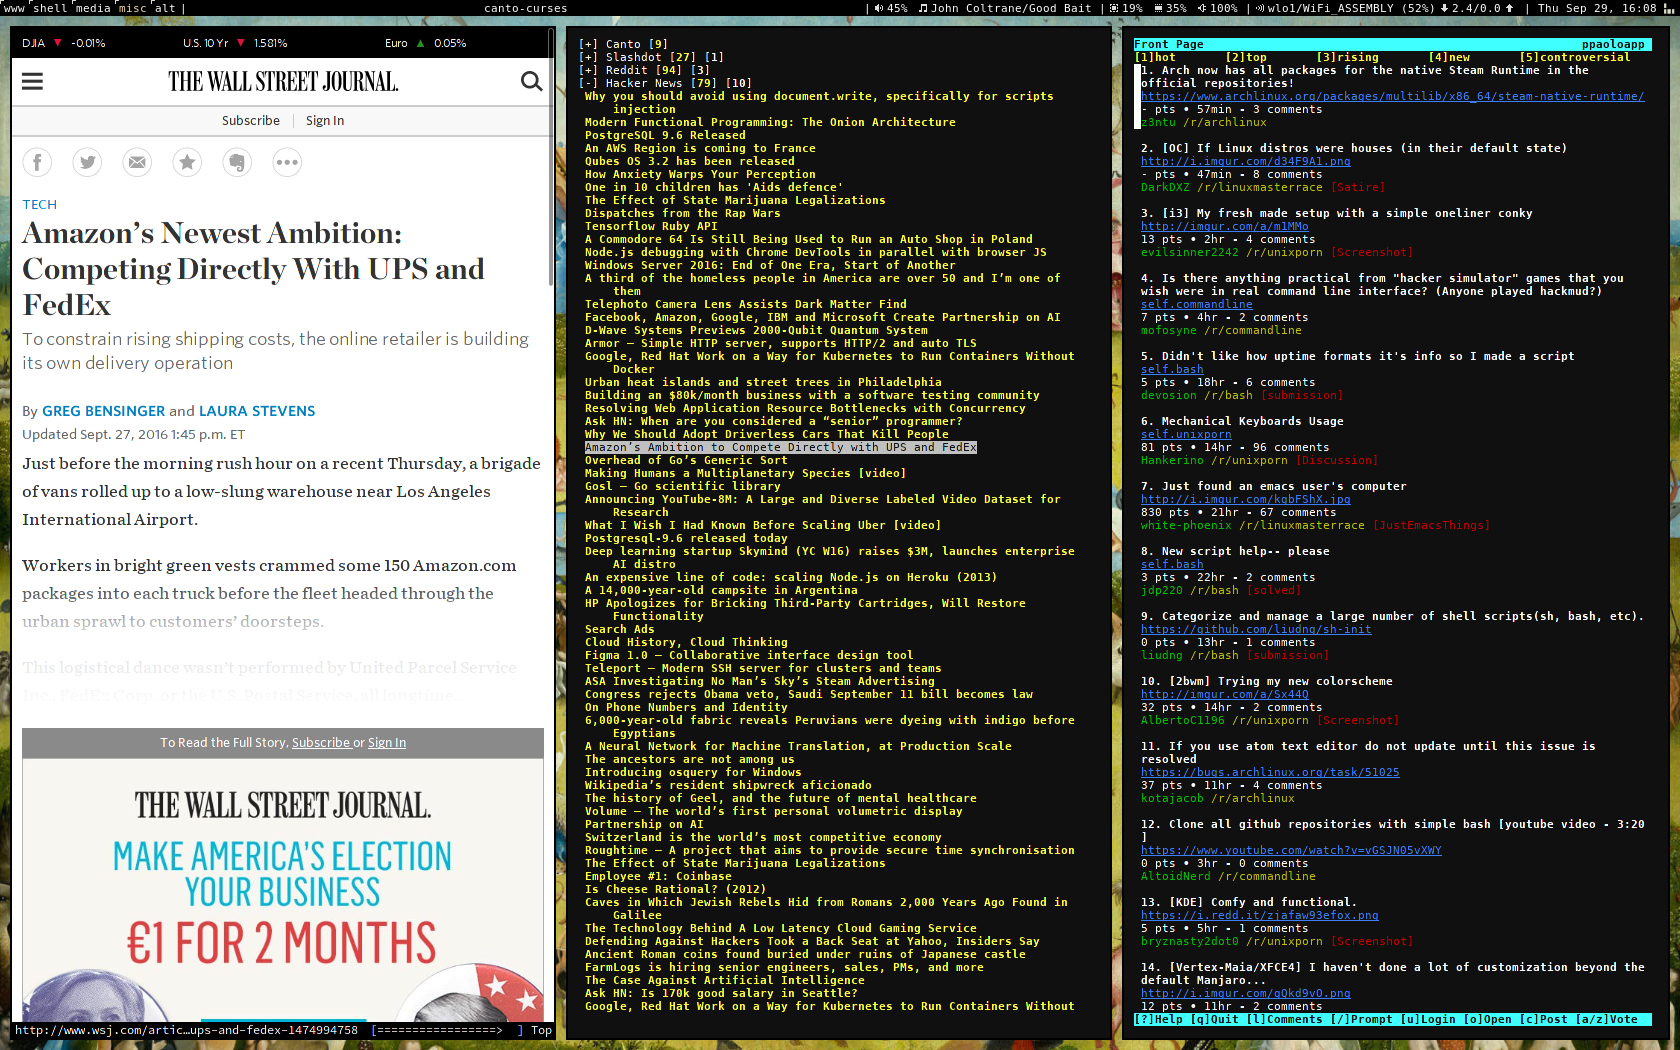 www shell media misc alt |
canto-curses
| 45% John Coltrane/Good Bait | 19% 35% 100% | wlo1/WiFi_ASSEMBLY (52%) 2.4/0.0 | Thu Sep 29, 16:08
DJIA ▼ -0.01% U.S. 10 Yr ▼ 1.581% Euro ▲ 0.05%
THE WALL STREET JOURNAL.
Subscribe | Sign In
TECH
Amazon’s Newest Ambition:
Competing Directly With UPS and
FedEx
To constrain rising shipping costs, the online retailer is building
its own delivery operation
By GREG BENSINGER and LAURA STEVENS
Updated Sept. 27, 2016 1:45 p.m. ET
Just before the morning rush hour on a recent Thursday, a brigade
of vans rolled up to a low-slung warehouse near Los Angeles
International Airport.
Workers in bright green vests crammed some 150 Amazon.com
packages into each truck before the fleet headed through the
urban sprawl to customers’ doorsteps.
This logistical dance wasn’t performed by United Parcel Service
Inc., FedEx Corp. or the U.S. Postal Service, all longtime
To Read the Full Story, Subscribe or Sign In
THE WALL STREET JOURNAL.
MAKE AMERICA'S ELECTION
YOUR BUSINESS
€1 FOR 2 MONTHS
http://www.wsj.com/artic…ups-and-fedex-1474994758 [=================> ] Top
[+] Canto [9]
[+] Slashdot [27] [1]
[+] Reddit [94] [3]
[-] Hacker News [79] [10]
Why you should avoid using document.write, specifically for scripts
injection
Modern Functional Programming: The Onion Architecture
PostgreSQL 9.6 Released
An AWS Region is coming to France
Qubes OS 3.2 has been released
How Anxiety Warps Your Perception
One in 10 children has 'Aids defence'
The Effect of State Marijuana Legalizations
Dispatches from the Rap Wars
Tensorflow Ruby API
A Commodore 64 Is Still Being Used to Run an Auto Shop in Poland
Node.js debugging with Chrome DevTools in parallel with browser JS
Windows Server 2016: End of One Era, Start of Another
A third of the homeless people in America are over 50 and I’m one of
them
Telephoto Camera Lens Assists Dark Matter Find
Facebook, Amazon, Google, IBM and Microsoft Create Partnership on AI
D-Wave Systems Previews 2000-Qubit Quantum System
Armor – Simple HTTP server, supports HTTP/2 and auto TLS
Google, Red Hat Work on a Way for Kubernetes to Run Containers Without
Docker
Urban heat islands and street trees in Philadelphia
Building an $80k/month business with a software testing community
Resolving Web Application Resource Bottlenecks with Concurrency
Ask HN: When are you considered a “senior” programmer?
Why We Should Adopt Driverless Cars That Kill People
Amazon’s Ambition to Compete Directly with UPS and FedEx
Overhead of Go’s Generic Sort
Making Humans a Multiplanetary Species [video]
Gosl – Go scientific library
Announcing YouTube-8M: A Large and Diverse Labeled Video Dataset for
Research
What I Wish I Had Known Before Scaling Uber [video]
Postgresql-9.6 released today
Deep learning startup Skymind (YC W16) raises $3M, launches enterprise
AI distro
An expensive line of code: scaling Node.js on Heroku (2013)
A 14,000-year-old campsite in Argentina
HP Apologizes for Bricking Third-Party Cartridges, Will Restore
Functionality
Search Ads
Cloud History, Cloud Thinking
Figma 1.0 – Collaborative interface design tool
Teleport – Modern SSH server for clusters and teams
ASA Investigating No Man’s Sky’s Steam Advertising
Congress rejects Obama veto, Saudi September 11 bill becomes law
On Phone Numbers and Identity
6,000-year-old fabric reveals Peruvians were dyeing with indigo before
Egyptians
A Neural Network for Machine Translation, at Production Scale
The ancestors are not among us
Introducing osquery for Windows
Wikipedia’s resident shipwreck aficionado
The history of Geel, and the future of mental healthcare
Volume – The world’s first personal volumetric display
Partnership on AI
Switzerland is the world’s most competitive economy
Roughtime – A project that aims to provide secure time synchronisation
The Effect of State Marijuana Legalizations
Employee #1: Coinbase
Is Cheese Rational? (2012)
Caves in Which Jewish Rebels Hid from Romans 2,000 Years Ago Found in
Galilee
The Technology Behind A Low Latency Cloud Gaming Service
Defending Against Hackers Took a Back Seat at Yahoo, Insiders Say
Ancient Roman coins found buried under ruins of Japanese castle
FarmLogs is hiring senior engineers, sales, PMs, and more
The Case Against Artificial Intelligence
Ask HN: Is 170k good salary in Seattle?
Google, Red Hat Work on a Way for Kubernetes to Run Containers Without
Front Page ppaoloapp
[1]hot [2]top [3]rising [4]new [5]controversial
1. Arch now has all packages for the native Steam Runtime in the
official repositories!
https://www.archlinux.org/packages/multilib/x86_64/steam-native-runtime/
- pts • 57min - 3 comments
z3ntu /r/archlinux
2. [OC] If Linux distros were houses (in their default state)
http://i.imgur.com/d34F9A1.png
- pts • 47min - 8 comments
DarkDXZ /r/linuxmasterrace [Satire]
3. [i3] My fresh made setup with a simple oneliner conky
http://imgur.com/a/m1MMo
13 pts • 2hr - 4 comments
evilsinner2242 /r/unixporn [Screenshot]
4. Is there anything practical from "hacker simulator" games that you
wish were in real command line interface? (Anyone played hackmud?)
self.commandline
7 pts • 4hr - 2 comments
mofosyne /r/commandline
5. Didn't like how uptime formats it's info so I made a script
self.bash
5 pts • 18hr - 6 comments
devosion /r/bash [submission]
6. Mechanical Keyboards Usage
self.unixporn
81 pts • 14hr - 96 comments
Hankerino /r/unixporn [Discussion]
7. Just found an emacs user's computer
http://i.imgur.com/kgbFShX.jpg
830 pts • 21hr - 67 comments
white-phoenix /r/linuxmasterrace [JustEmacsThings]
8. New script help-- please
self.bash
3 pts • 22hr - 2 comments
jdp220 /r/bash [solved]
9. Categorize and manage a large number of shell scripts(sh, bash, etc).
https://github.com/liudng/sh-init
0 pts • 13hr - 1 comments
liudng /r/bash [submission]
10. [2bwm] Trying my new colorscheme
http://imgur.com/a/Sx44Q
32 pts • 14hr - 2 comments
AlbertoC1196 /r/unixporn [Screenshot]
11. If you use atom text editor do not update until this issue is
resolved
https://bugs.archlinux.org/task/51025
37 pts • 11hr - 4 comments
kotajacob /r/archlinux
12. Clone all github repositories with simple bash [youtube video - 3:20
]
https://www.youtube.com/watch?v=vGSJN05vXWY
0 pts • 3hr - 0 comments
AltoidNerd /r/commandline
13. [KDE] Comfy and functional.
https://i.redd.it/zjafaw93efox.png
5 pts • 5hr - 1 comments
bryznasty2dot0 /r/unixporn [Screenshot]
14. [Vertex-Maia/XFCE4] I haven't done a lot of customization beyond the
default Manjaro...
http://i.imgur.com/gQkd9vO.png
12 pts • 11hr - 2 comments
[?]Help [q]Quit [l]Comments [/]Prompt [u]Login [o]Open [c]Post [a/z]Vote